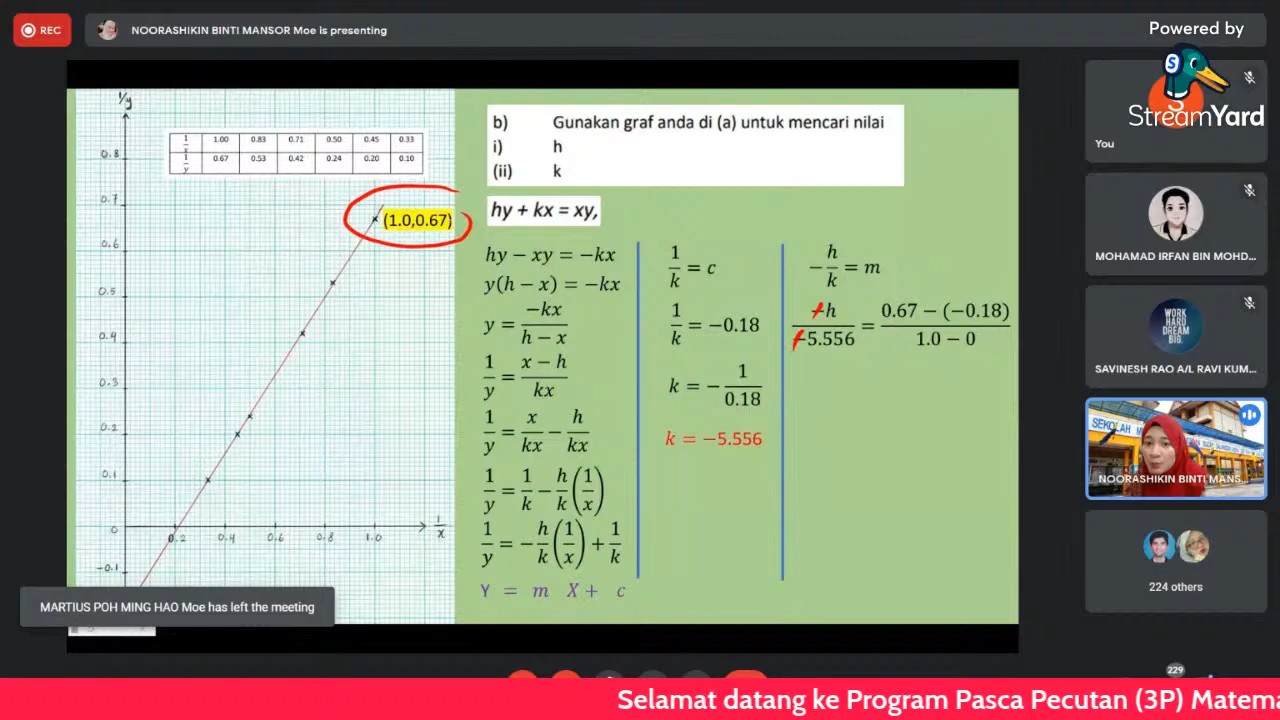 REC
NOORASHIKIN BINTI MANSOR Moe is presenting
Powered by
S
StreamYard
You
1/y
1/x 1.00 0.83 0.71 0.50 0.45 0.33
1/y 0.67 0.53 0.42 0.24 0.20 0.10
0.8
0.7
0.6
0.5
0.4
0.3
0.2
0.1
0
-0.1
0.2 0.4 0.6 0.8 1.0 1/x
(1.0,0.67)
b) Gunakan graf anda di (a) untuk mencari nilai
i) h
(ii) k
hy + kx = xy,
hy − xy = −kx
y(h − x) = −kx
y = −kx/(h − x)
1/y = (x − h)/kx
1/y = x/kx − h/kx
1/y = 1/k − h/k (1/x)
1/y = −h/k (1/x) + 1/k
Y = m X + c
1/k = c
1/k = −0.18
k = −1/0.18
k = −5.556
−h/k = m
−h/−5.556 = (0.67 − (−0.18))/(1.0 − 0)
MOHAMAD IRFAN BIN MOHD...
WORK
HARD
DREAM
BIG.
SAVINESH RAO A/L RAVI KUM...
NOORASHIKIN BINTI MANS...
224 others
229
MARTIUS POH MING HAO Moe has left the meeting
Selamat datang ke Program Pasca Pecutan (3P) Matema